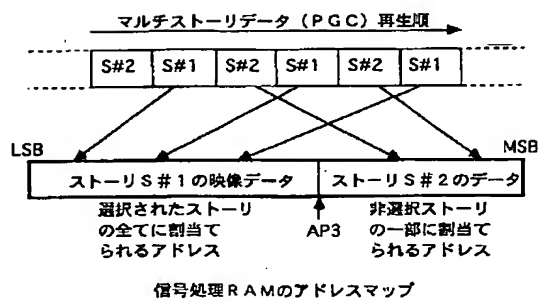 マルチストーリデータ（PGC）再生順
S#2 S#1 S#2 S#1 S#2 S#1
LSB MSB
ストーリS#1の映像データ ストーリS#2のデータ
選択されたストーリ
の全てに割当て
られるアドレス
AP3
非選択ストーリ
の一部に割当て
られるアドレス
信号処理RAMのアドレスマップ